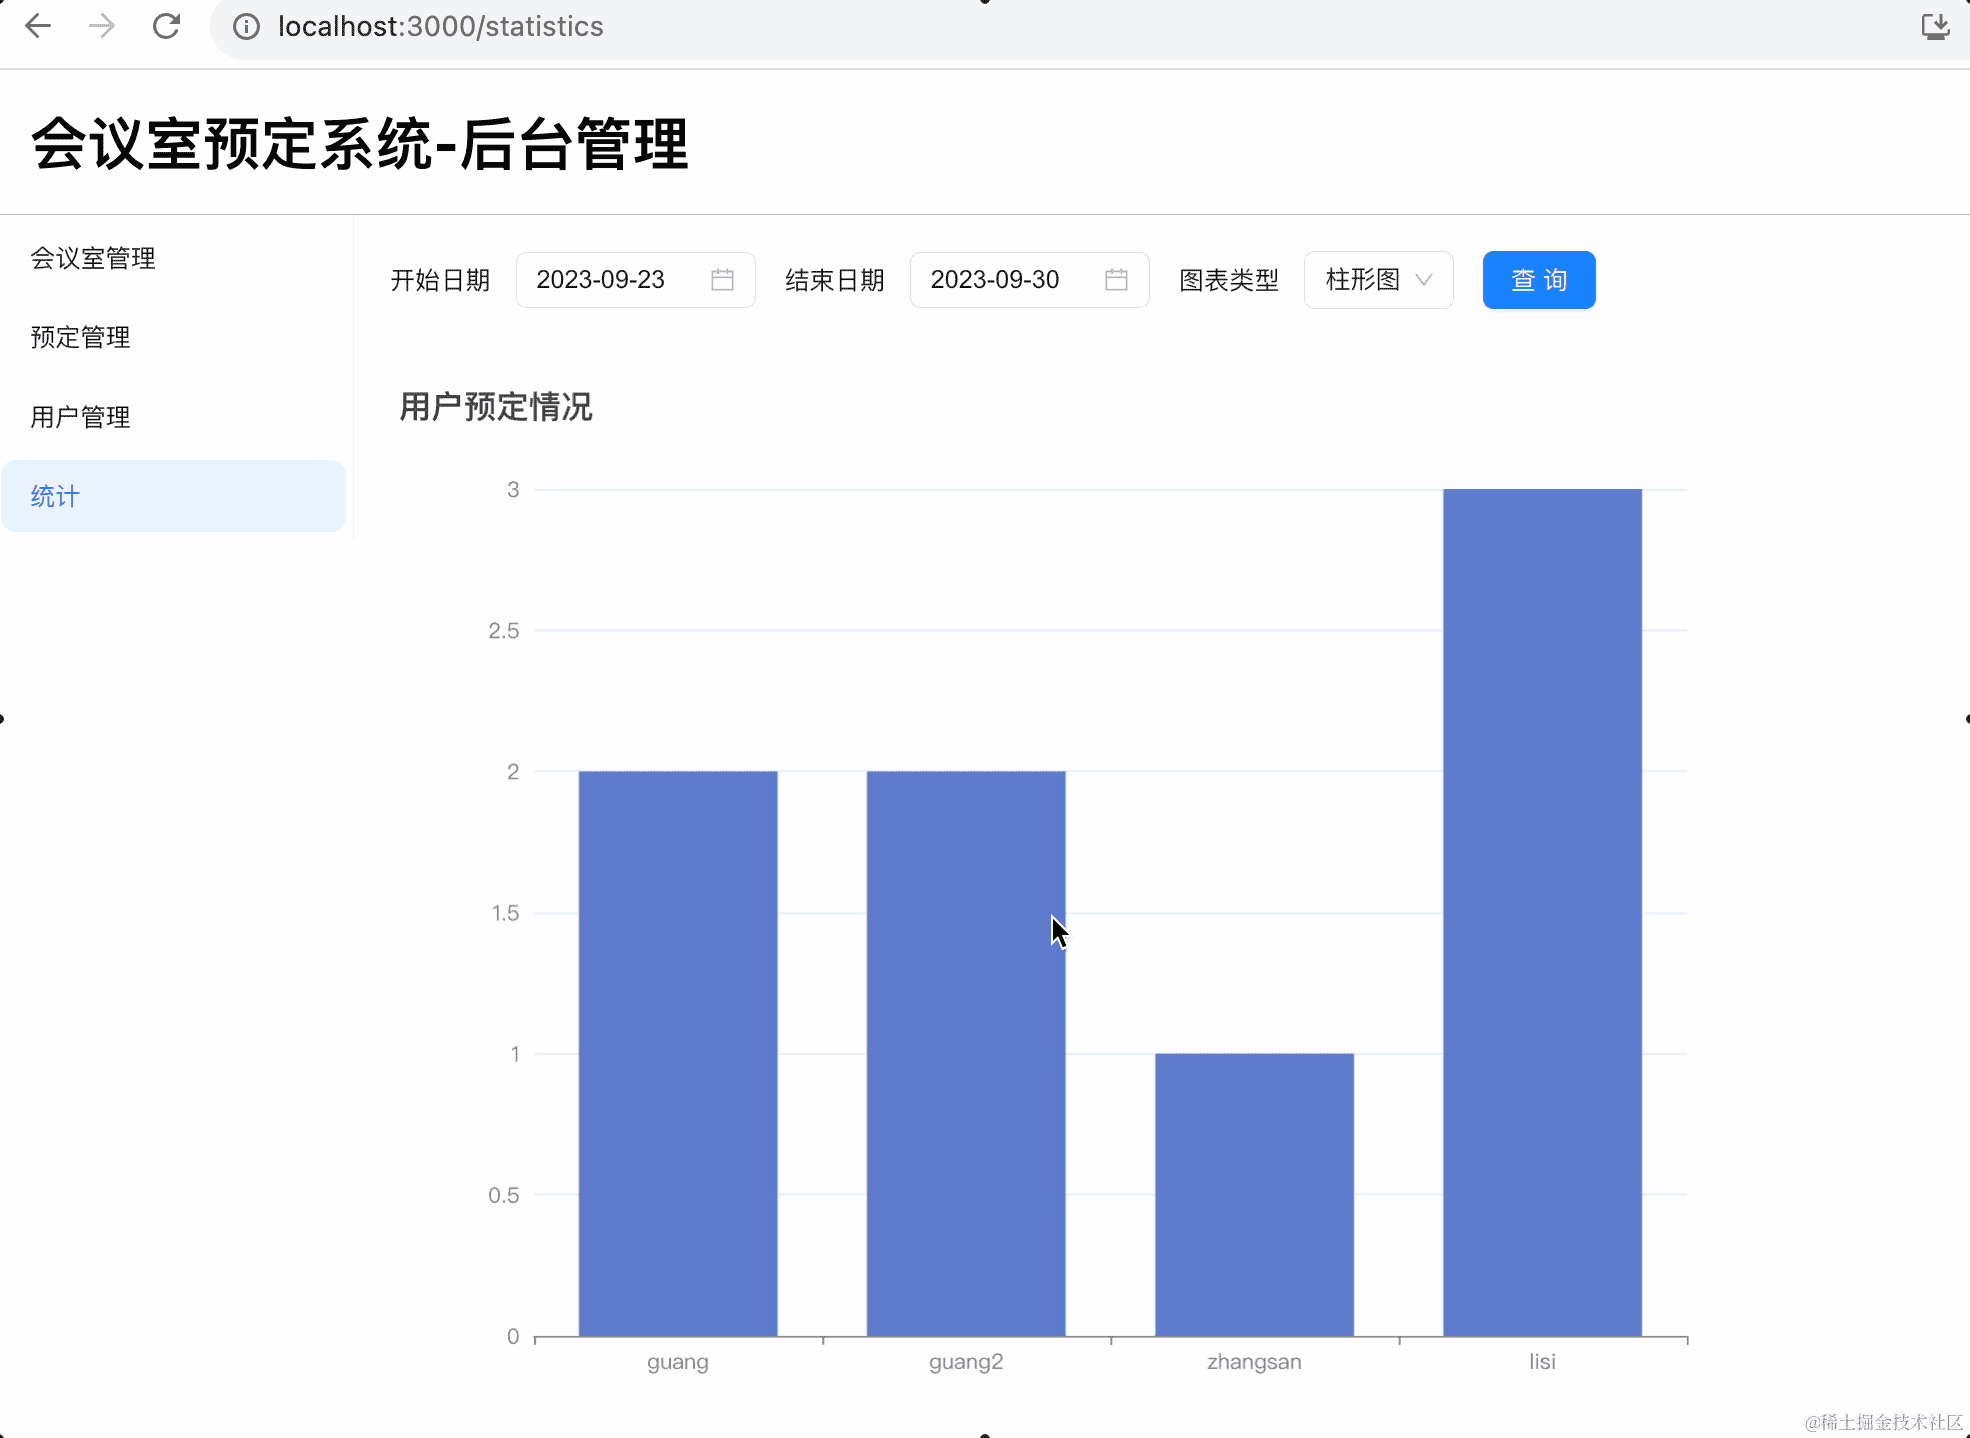 localhost:3000/statistics
会议室预定系统-后台管理
会议室管理
预定管理
用户管理
统计
开始日期 2023-09-23 结束日期 2023-09-30 图表类型 柱形图 查 询
用户预定情况
3
2.5
2
1.5
1
0.5
0
guang guang2 zhangsan lisi
@稀土掘金技术社区